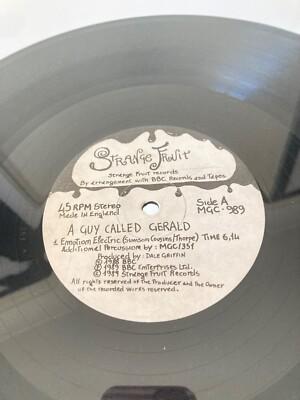 Strange Fruit
Strange Fruit records
By arrangement with BBC Records and Tapes
45 RPM Stereo
Made in England
Side A
MGC-989
A GUY CALLED GERALD
1. Emotion Electric (Simpson/Cousins/Thorpe) Time 6,14
Additional Percussion by: MGC/135f
Produced by: DALE GRIFFIN
℗ 1988 BBC
© 1989 BBC Enterprises Ltd.
© 1989 Strange Fruit Records
All rights reserved of the Producer and the Owner
of the recorded works reserved.